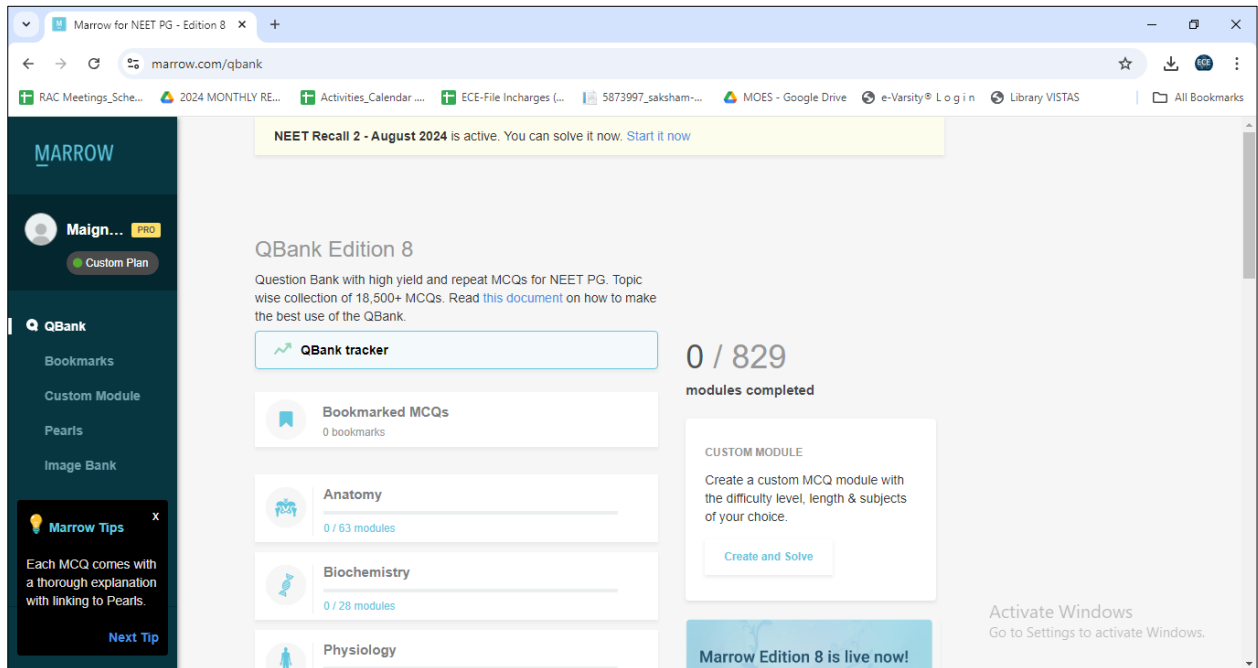 Marrow for NEET PG - Edition 8
marrow.com/qbank
RAC Meetings_Sche...
2024 MONTHLY RE...
Activities_Calendar ....
ECE-File Incharges (...
5873997_saksham-...
MOES - Google Drive
e-Varsity® L o g i n
Library VISTAS
All Bookmarks
MARROW
Maign... PRO
Custom Plan
QBank
Bookmarks
Custom Module
Pearls
Image Bank
Marrow Tips x
Each MCQ comes with
a thorough explanation
with linking to Pearls.
Next Tip
NEET Recall 2 - August 2024 is active. You can solve it now. Start it now
QBank Edition 8
Question Bank with high yield and repeat MCQs for NEET PG. Topic
wise collection of 18,500+ MCQs. Read this document on how to make
the best use of the QBank.
QBank tracker
Bookmarked MCQs
0 bookmarks
Anatomy
0 / 63 modules
Biochemistry
0 / 28 modules
Physiology
0 / 829
modules completed
CUSTOM MODULE
Create a custom MCQ module with
the difficulty level, length & subjects
of your choice.
Create and Solve
Marrow Edition 8 is live now!
Activate Windows
Go to Settings to activate Windows.